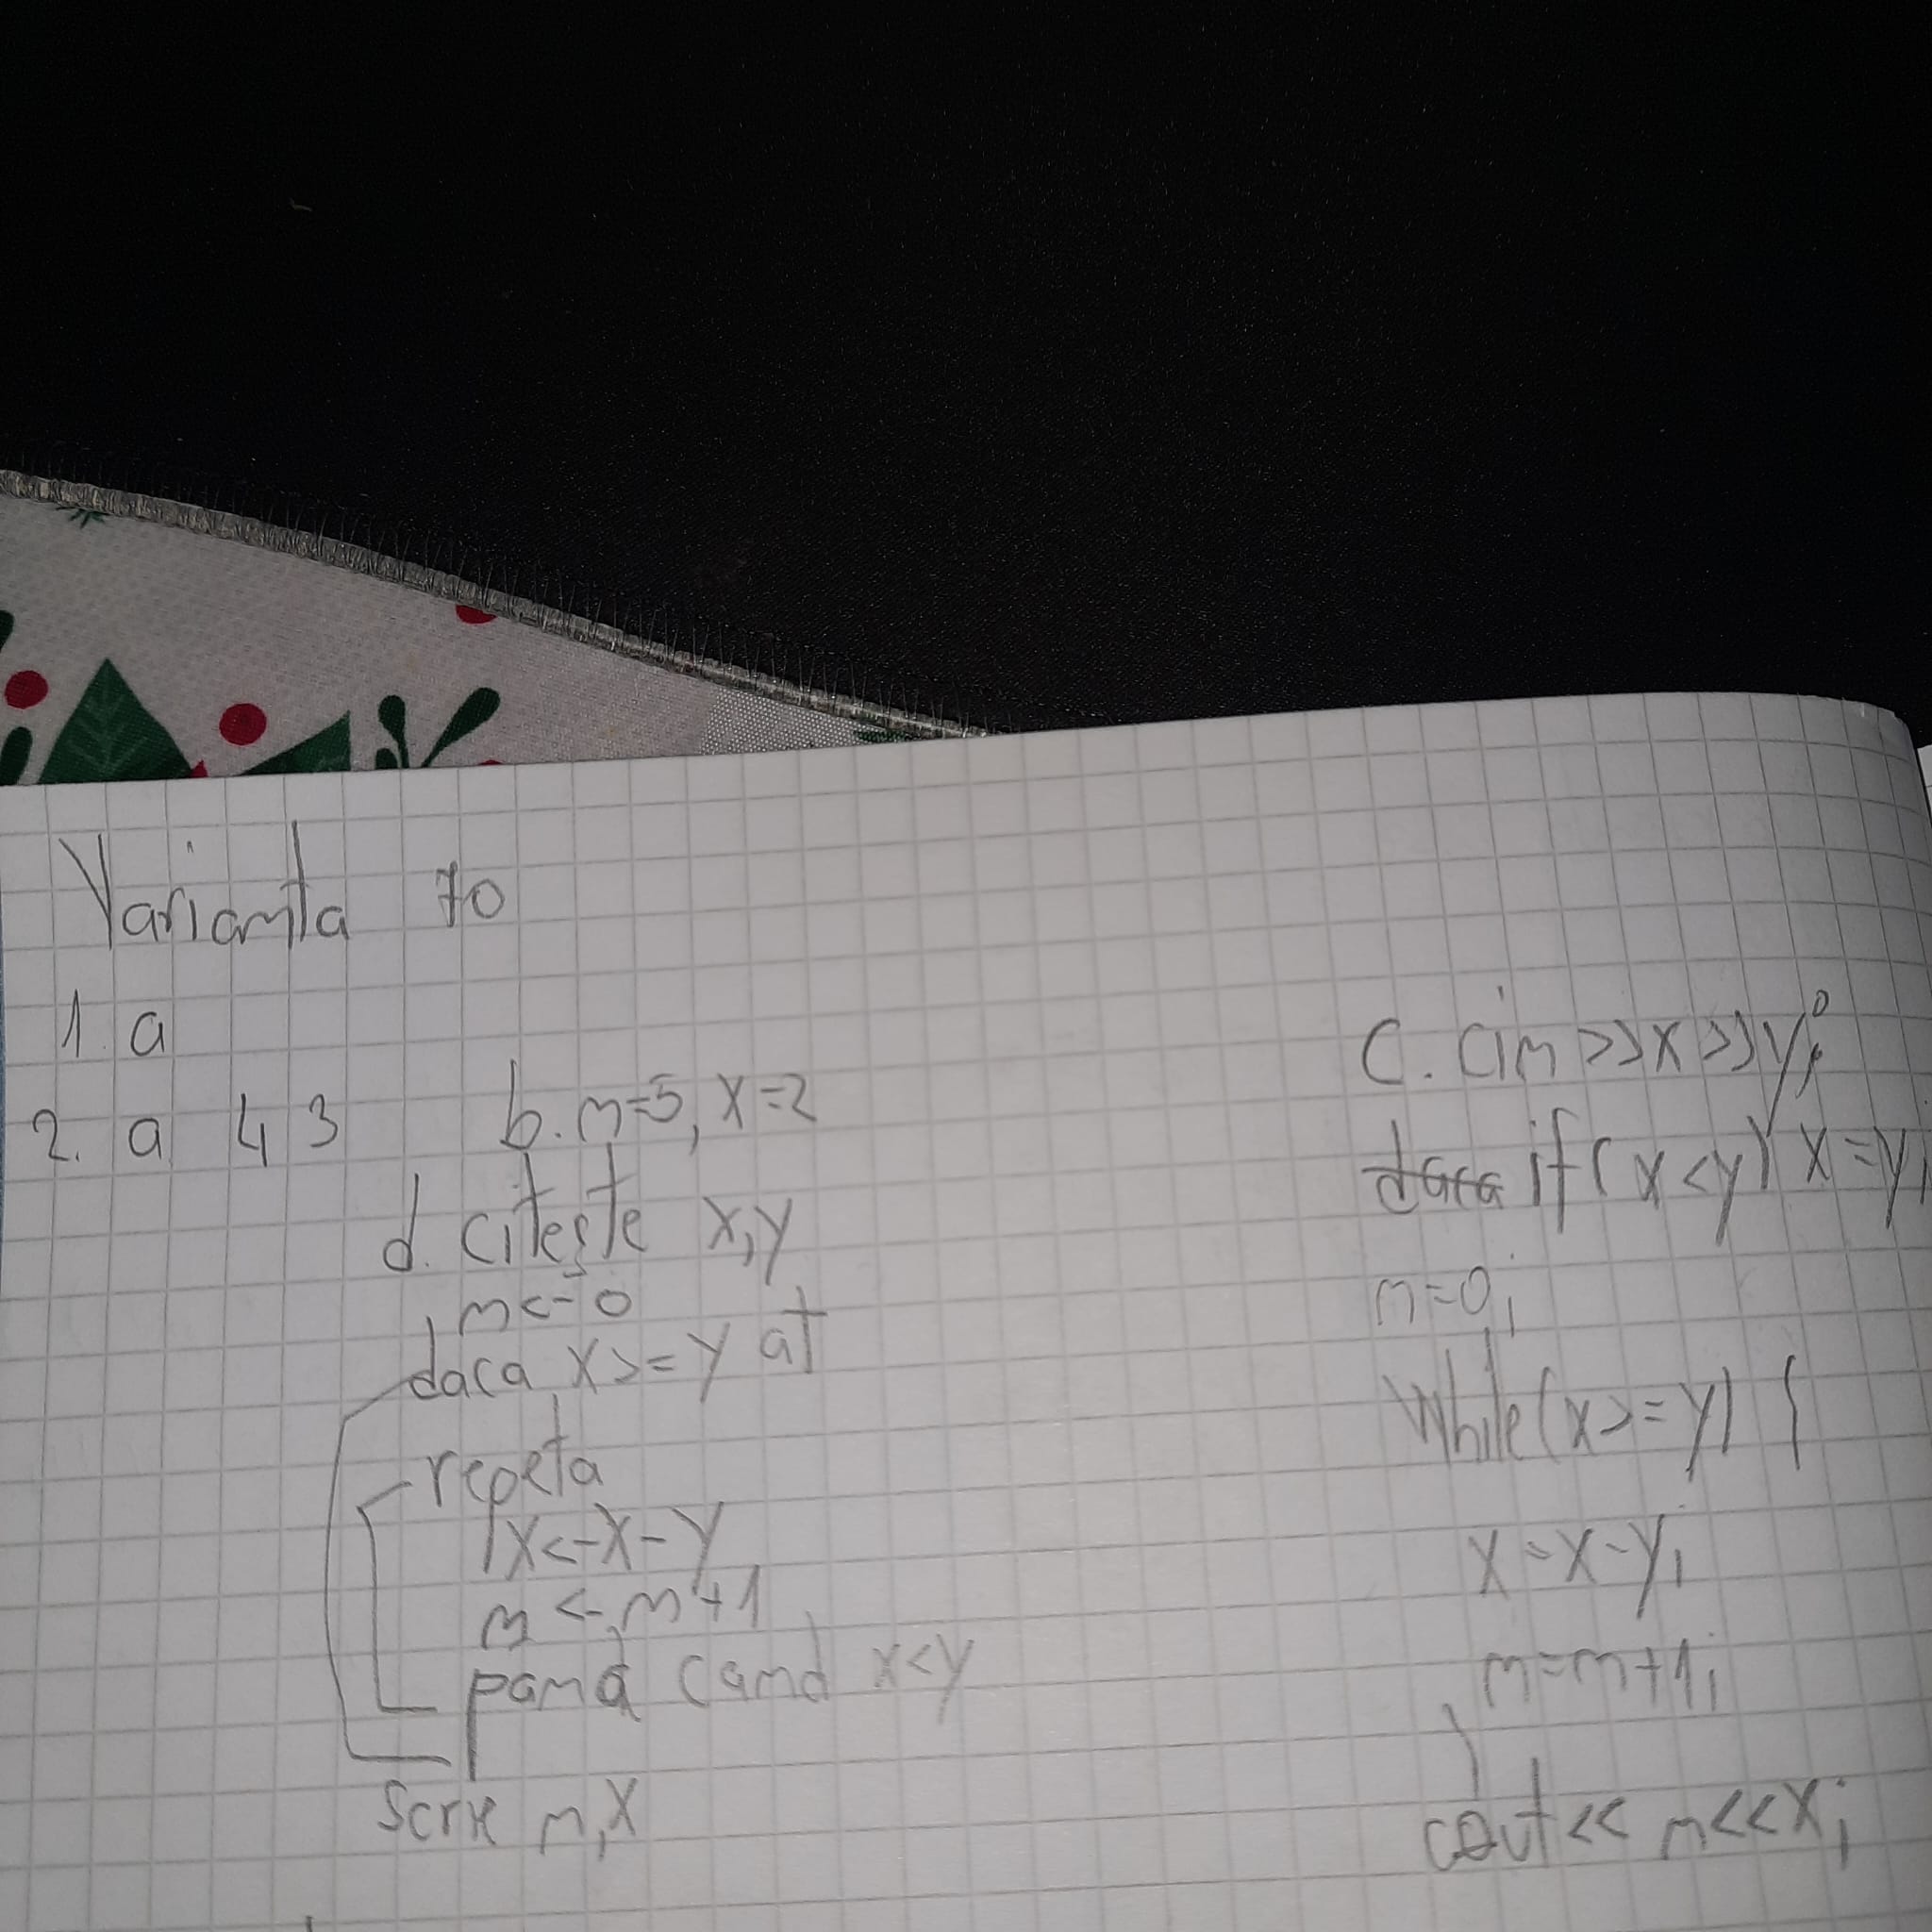 Varianta 70
1. a
2. a 4 3 b. n=5, x=2
d. citește x,y
n<-0
daca x>=y at
repeta
x<-x-y
n<-n+1
pana cand x<y
Scrie n,x
C. cin>>x>>y;
daca if(x<y) x=y;
n=0;
while(x>=y) {
x=x-y;
n=n+1;
}
cout<< n<<x;